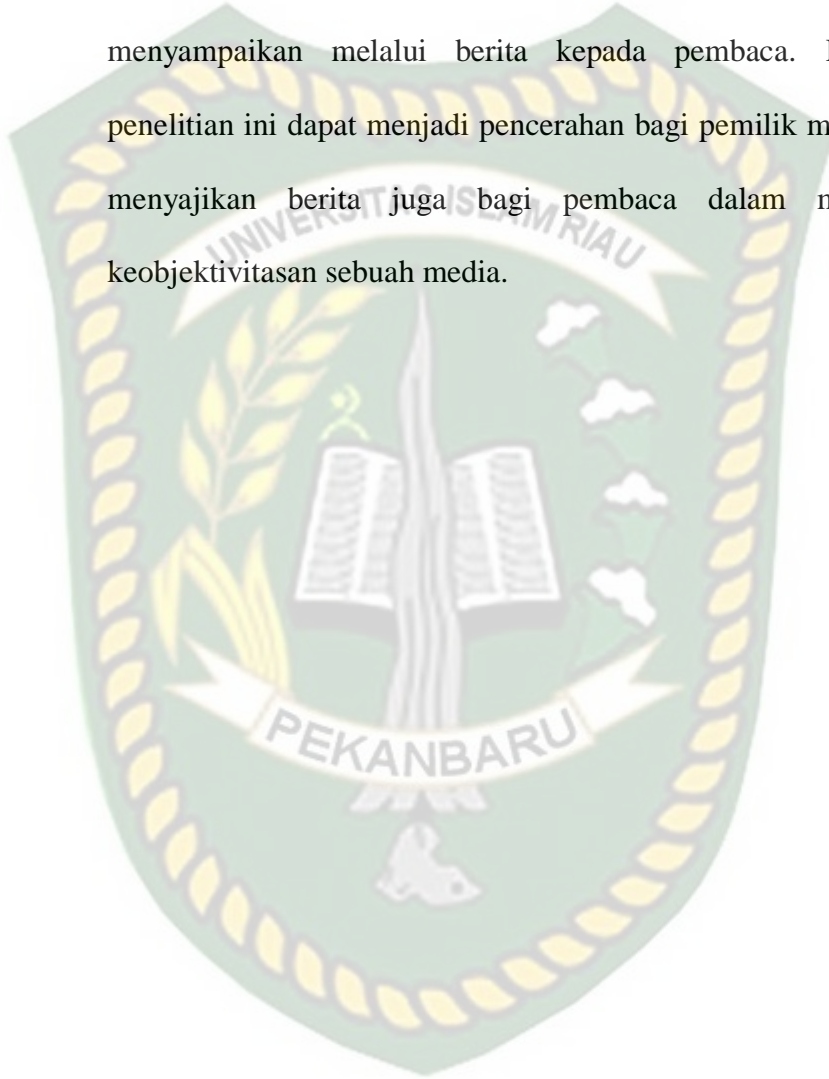 menyampaikan melalui berita kepada pembaca.
penelitian ini dapat menjadi pencerahan bagi pemilik
menyajikan berita juga bagi pembaca dalam
keobjektivitasan sebuah media.
UNIVERSITAS ISLAM RIAU
PEKANBARU